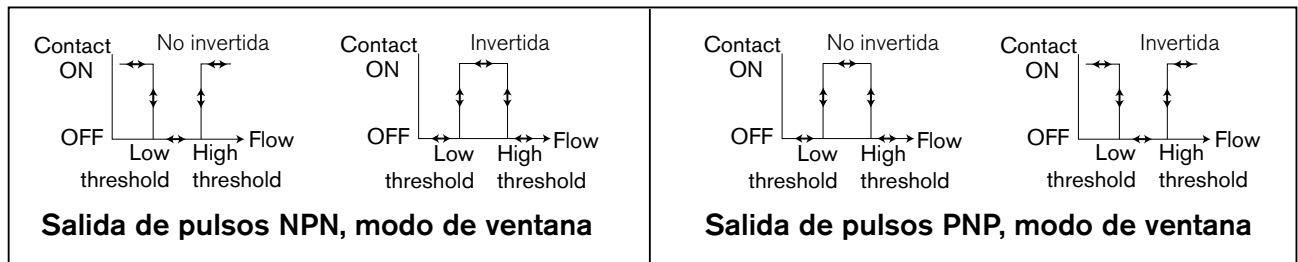 Contact
ON
No invertida
OFF
Flow
Low
threshold
High
threshold
Contact
ON
Invertida
OFF
Flow
Low
threshold
High
threshold
Salida de pulsos NPN, modo de ventana
Contact
ON
No invertida
OFF
Flow
Low
threshold
High
threshold
Contact
ON
Invertida
OFF
Flow
Low
threshold
High
threshold
Salida de pulsos PNP, modo de ventana